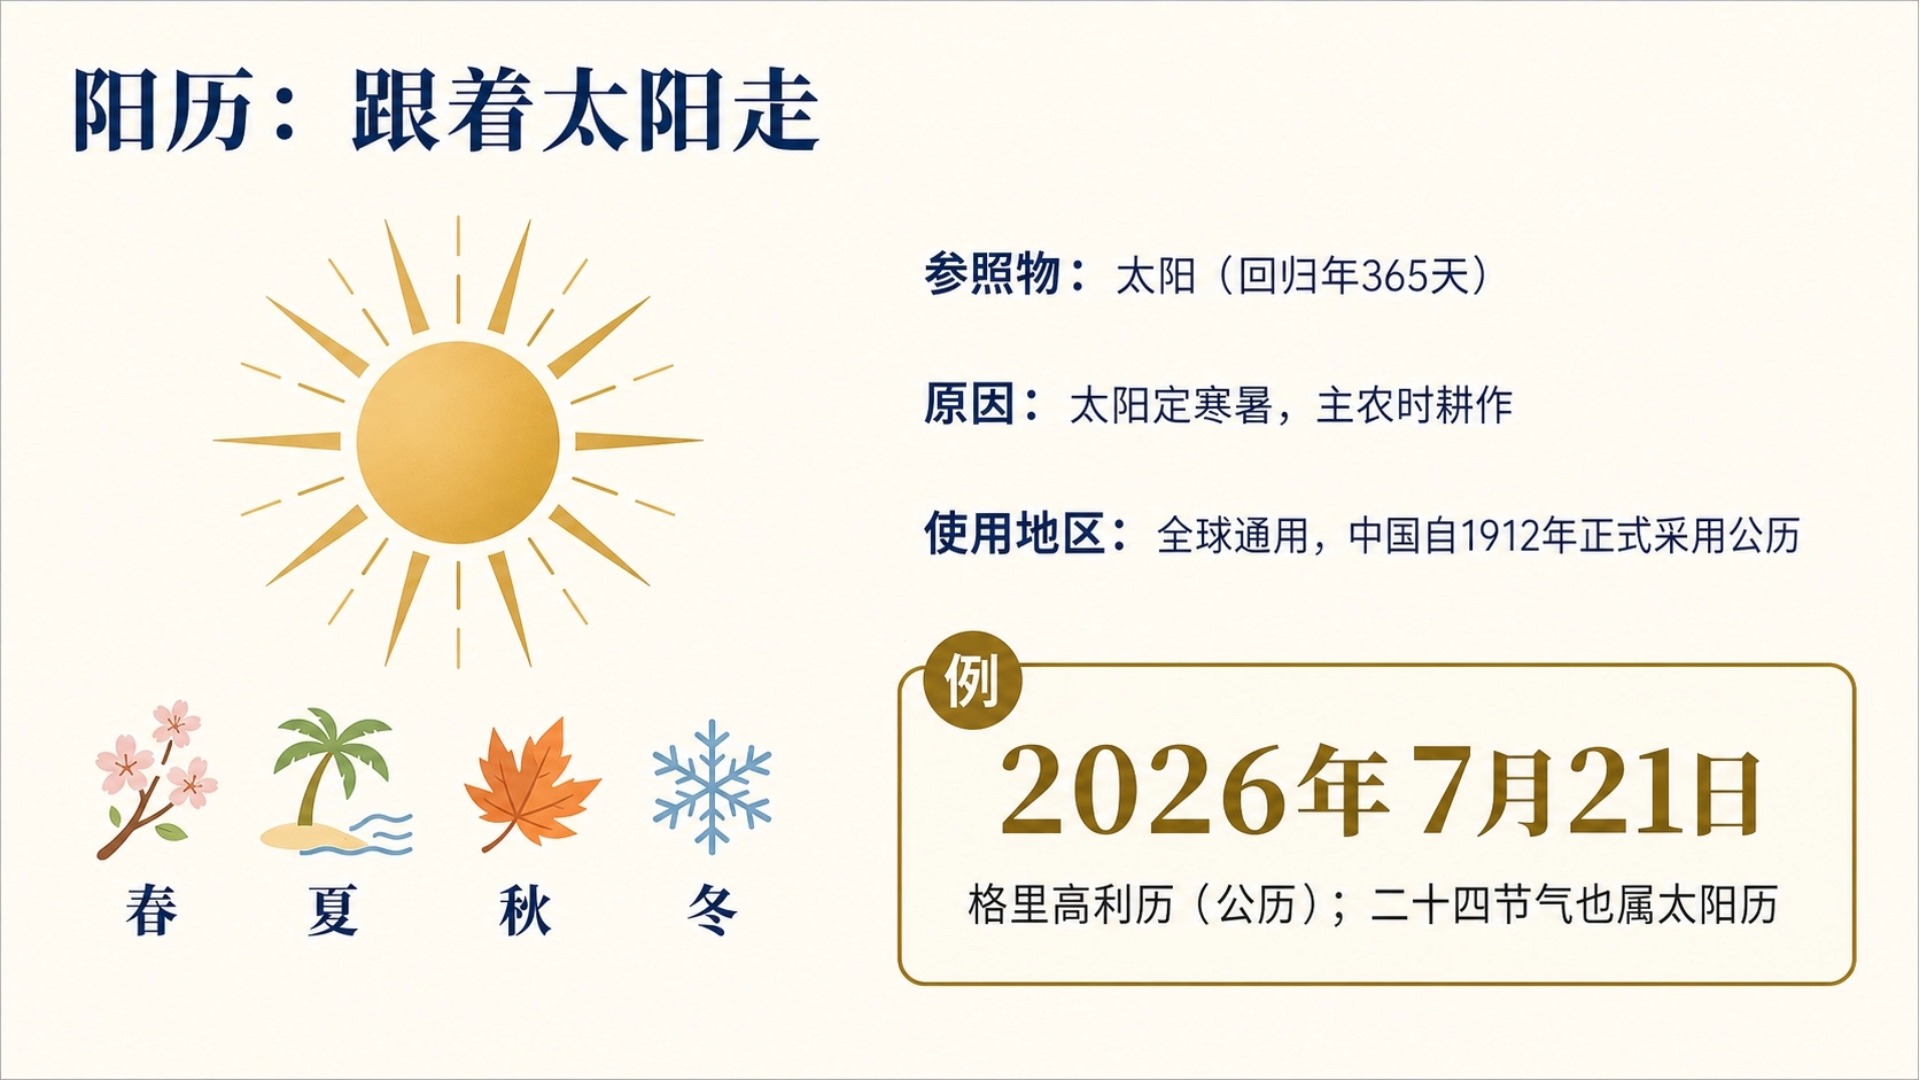 阳历：跟着太阳走
参照物：太阳（回归年365天）
原因：太阳定寒暑，主农时耕作
使用地区：全球通用，中国自1912年正式采用公历
例
2026年7月21日
格里高利历（公历）；二十四节气也属太阳历
春
夏
秋
冬